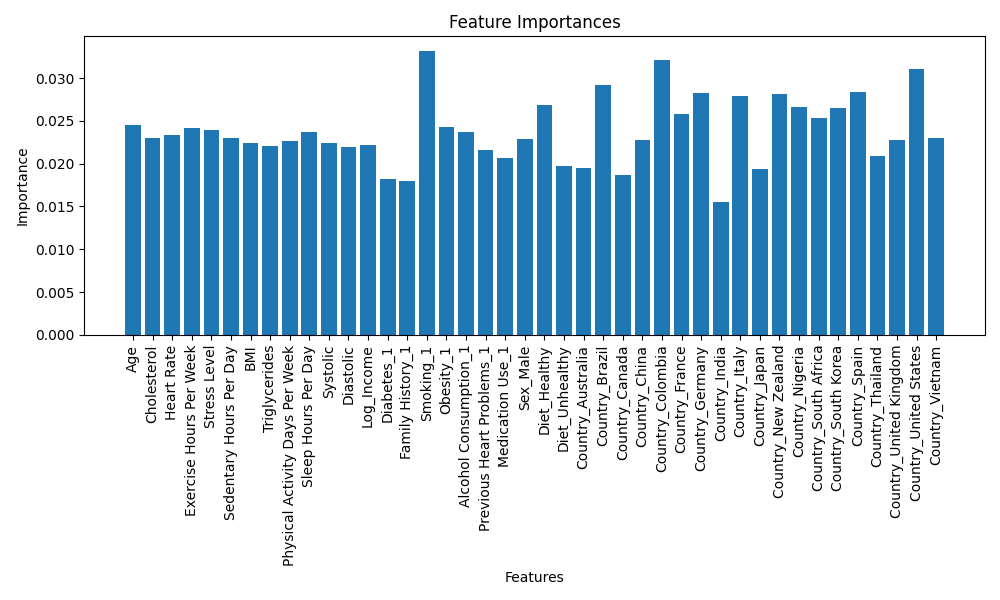 Feature Importances
Importance
0.030
0.025
0.020
0.015
0.010
0.005
0.000
Age
Cholesterol
Heart Rate
Exercise Hours Per Week
Stress Level
Sedentary Hours Per Day
BMI
Triglycerides
Physical Activity Days Per Week
Sleep Hours Per Day
Systolic
Diastolic
Log_Income
Diabetes_1
Family History_1
Smoking_1
Obesity_1
Alcohol Consumption_1
Previous Heart Problems_1
Medication Use_1
Sex_Male
Diet_Healthy
Diet_Unhealthy
Country_Australia
Country_Brazil
Country_Canada
Country_China
Country_Colombia
Country_France
Country_Germany
Country_India
Country_Italy
Country_Japan
Country_New Zealand
Country_Nigeria
Country_South Africa
Country_South Korea
Country_Spain
Country_Thailand
Country_United Kingdom
Country_United States
Country_Vietnam
Features